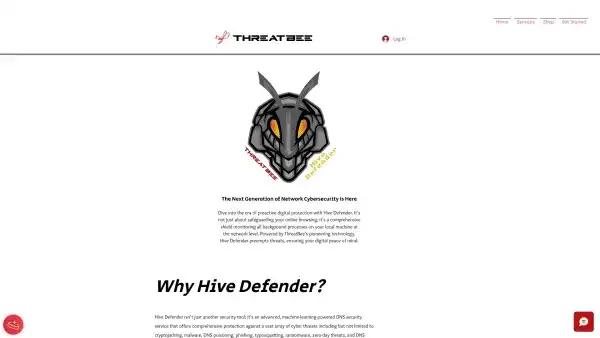 Home Services Shop Get Started
THREATBEE
Log In
THREATBEE
Hive Defender
The Next Generation of Network Cybersecurity is Here
Dive into the era of proactive digital protection with Hive Defender. It's
not just about safeguarding your online browsing; it's a comprehensive
shield monitoring all background processes on your local machine at
the network level. Powered by ThreatBee's pioneering technology,
Hive Defender preempts threats, ensuring your digital peace of mind.
Why Hive Defender?
Hive Defender isn't just another security tool; it's an advanced, machine-learning-powered DNS security
service that offers comprehensive protection against a vast array of cyber threats including but not limited to
cryptojacking, malware, DNS poisoning, phishing, typosquatting, ransomware, zero-day threats, and DNS